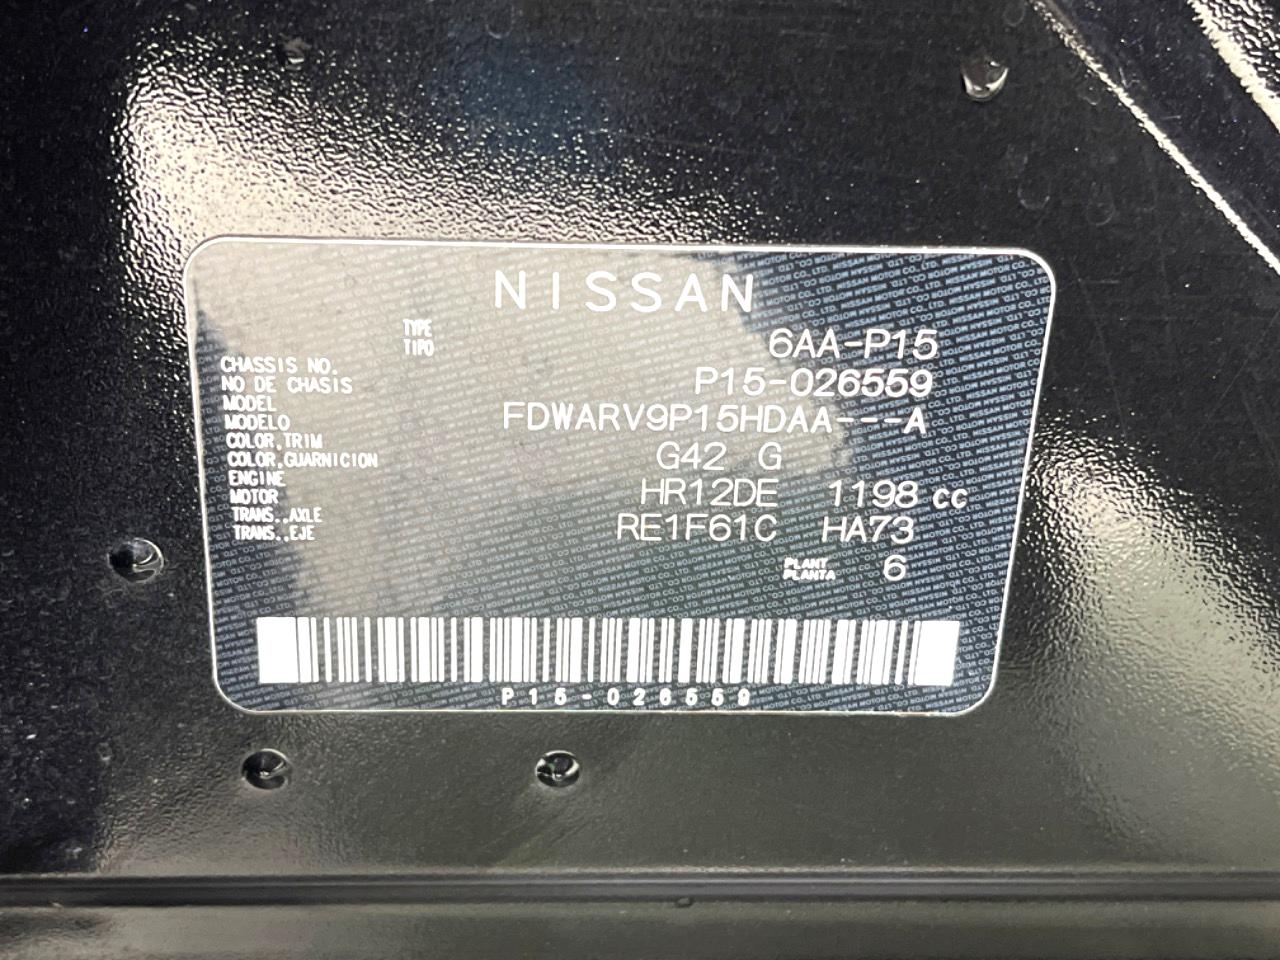 NISSAN
TYPE
TIPO
6AA-P15
CHASSIS NO.
NO DE CHASIS
P15-026559
MODEL
MODELO
FDWARV9P15HDAA---A
COLOR,TRIM
COLOR,GUARNICION
G42 G
ENGINE
MOTOR
HR12DE 1198 cc
TRANS.,AXLE
TRANS.,EJE
RE1F61C HA73
PLANT
PLANTA
6
P15-026559